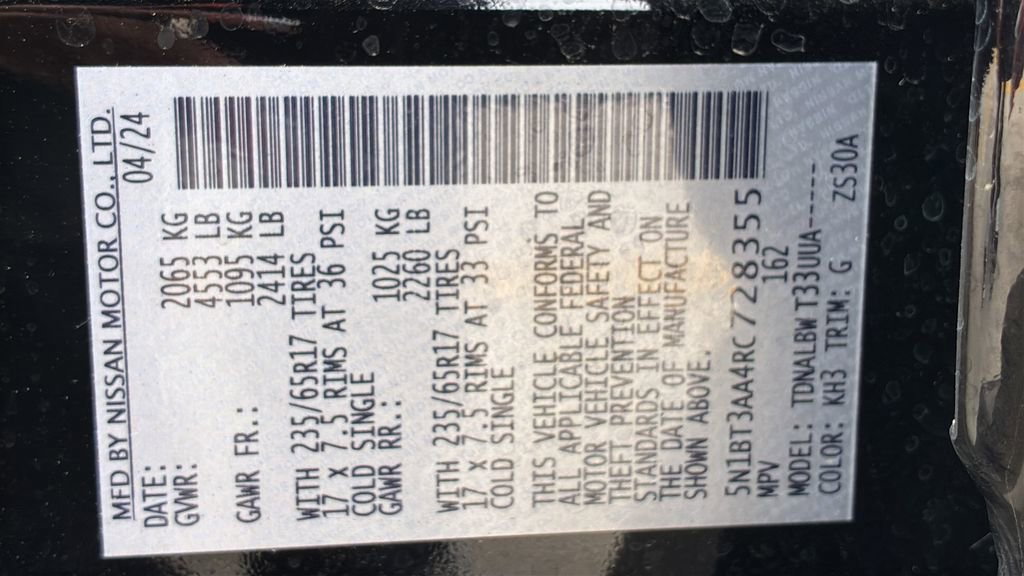 MFD BY NISSAN MOTOR CO., LTD.
DATE: 04/24
GVWR: 2065 KG
4553 LB
GAWR FR.: 1095 KG
2414 LB
WITH 235/65R17 TIRES
17 x 7.5 RIMS AT 36 PSI
COLD SINGLE
GAWR RR.: 1025 KG
2260 LB
WITH 235/65R17 TIRES
17 x 7.5 RIMS AT 33 PSI
COLD SINGLE
THIS VEHICLE CONFORMS TO
ALL APPLICABLE FEDERAL
MOTOR VEHICLE SAFETY AND
THEFT PREVENTION
STANDARDS IN EFFECT ON
THE DATE OF MANUFACTURE
SHOWN ABOVE.
5N1BT3AA4RC728355
MPV 162
MODEL: TDNALBW T33UUA-----
COLOR: KH3 TRIM: G ZS30A